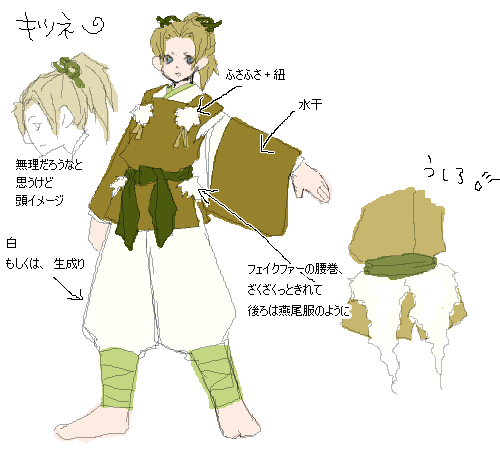 キツネ
ふさふさ+紐
水干
無理だろうなと
思うけど
頭イメージ
白
もしくは、生成り
フェイクファーの腰巻、
ざくざくっときれて
後ろは燕尾服のように
うしろ